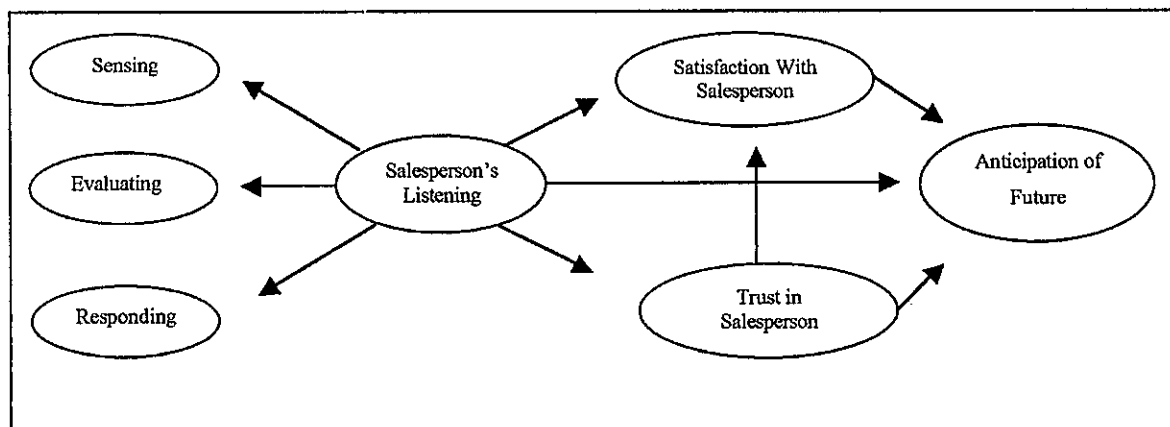 Sensing
Satisfaction With
Salesperson
Evaluating
Salesperson's
Listening
Anticipation of
Future
Responding
Trust in
Salesperson